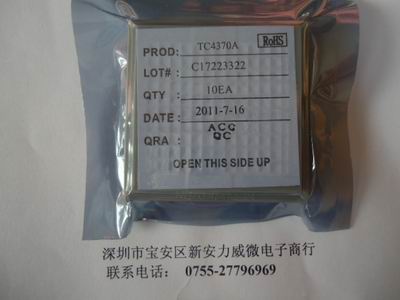 PROD: TC4370A RoHS
LOT# : C17223322
QTY : 10EA
DATE : 2011-7-16
QRA : ACC QC
OPEN THIS SIDE UP
深圳市宝安区新安力威微电子商行
联系电话： 0755-27796969